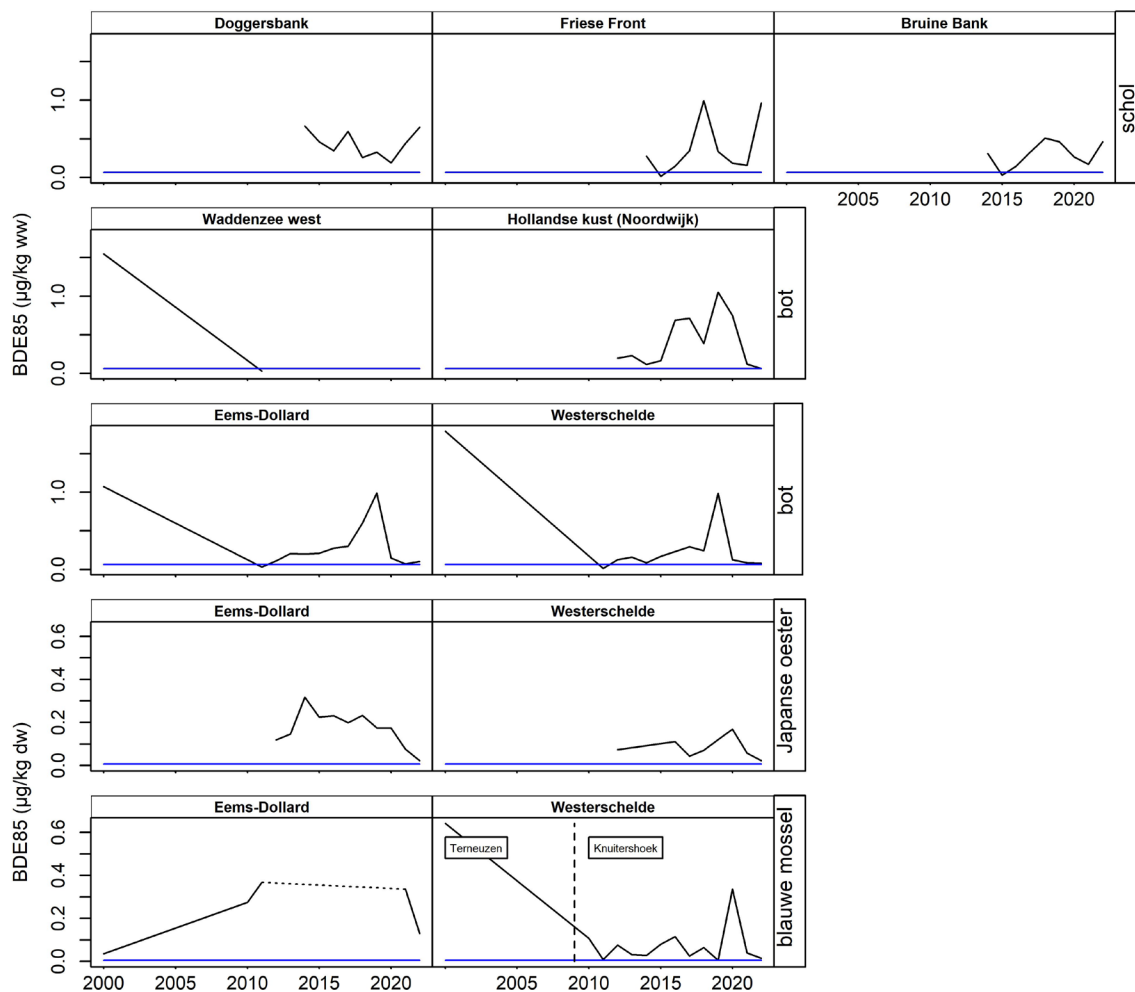 Doggersbank
Friese Front
Bruine Bank
0.0 1.0
schol
2005 2010 2015 2020
BDE85 (µg/kg ww)
Waddenzee west
Hollandse kust (Noordwijk)
0.0 1.0
bot
Eems-Dollard
Westerschelde
0.0 1.0
bot
BDE85 (µg/kg dw)
Eems-Dollard
Westerschelde
0.0 0.2 0.4 0.6
Japanse oester
Eems-Dollard
Westerschelde
0.0 0.2 0.4 0.6
Terneuzen
Knuitershoek
blauwe mossel
2000 2005 2010 2015 2020
2005 2010 2015 2020